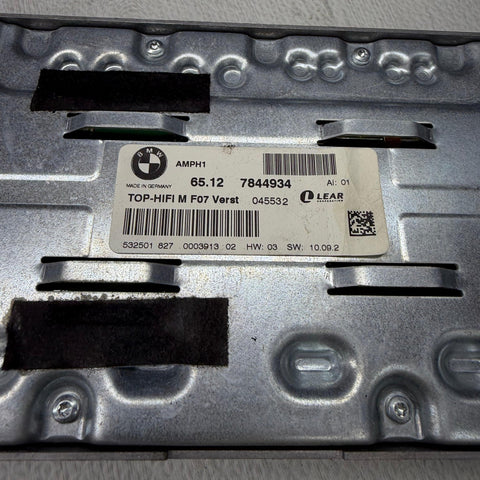 BMW
AMPH1
MADE IN GERMANY
65.12 7844934 AI: 01
TOP-HIFI M F07 Verst 045532 LEAR
CORPORATION
532501 827 0003913 02 HW: 03 SW: 10.09.2